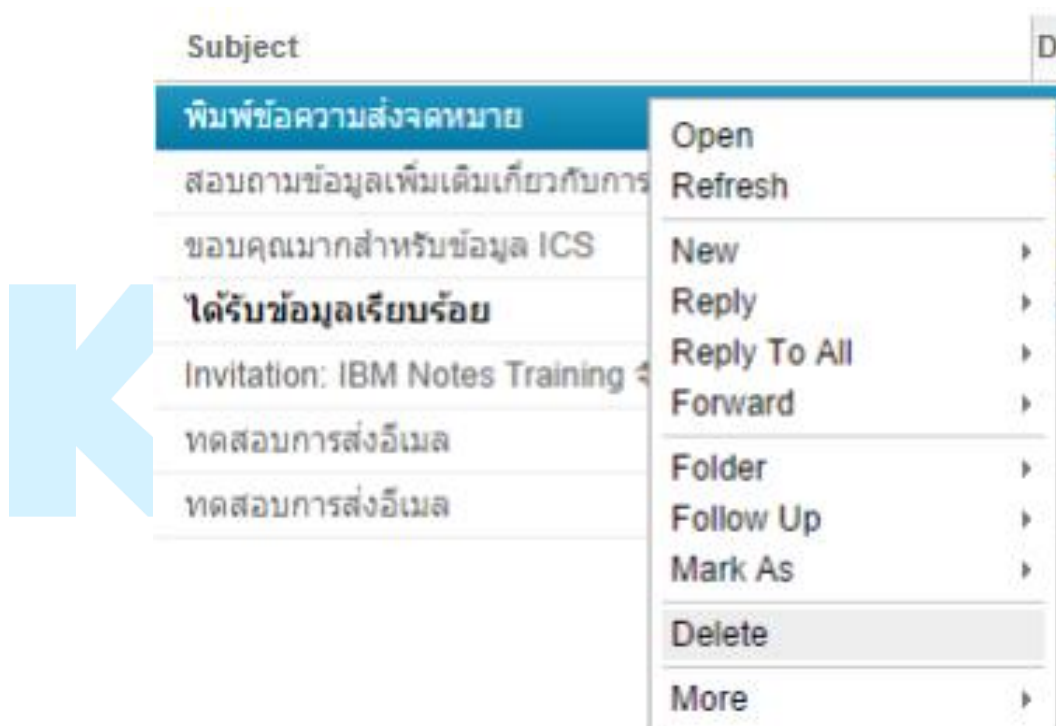 Subject
พิมพ์ข้อความส่งจดหมาย
สอบถามข้อมูลเพิ่มเติมเกี่ยวกับการ
ขอบคุณมากสำหรับข้อมูล ICS
ได้รับข้อมูลเรียบร้อย
Invitation: IBM Notes Training
ทดสอบการส่งอีเมล
ทดสอบการส่งอีเมล
Open
Refresh
New
Reply
Reply To All
Forward
Folder
Follow Up
Mark As
Delete
More
K